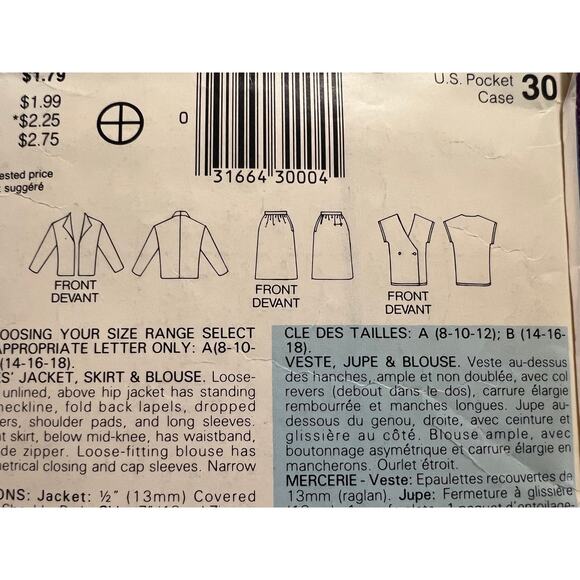 $1.79
$1.99
*$2.25
$2.75
ested price
t suggéré
0
31664 30004
U.S. Pocket
Case 30
FRONT
DEVANT
FRONT
DEVANT
FRONT
DEVANT
OOSING YOUR SIZE RANGE SELECT
APPROPRIATE LETTER ONLY: A(8-10-
(14-16-18).
ES' JACKET, SKIRT & BLOUSE. Loose-
unlined, above hip jacket has standing
neckline, fold back lapels, dropped
ers, shoulder pads, and long sleeves.
t skirt, below mid-knee, has waistband,
de zipper. Loose-fitting blouse has
metrical closing and cap sleeves. Narrow
ONS: Jacket: ½" (13mm) Covered
CLE DES TAILLES: A (8-10-12); B (14-16-
18).
VESTE, JUPE & BLOUSE. Veste au-dessus
des hanches, ample et non doublée, avec col
revers (debout dans le dos), carrure élargie
rembourrée et manches longues. Jupe au-
dessous du genou, droite, avec ceinture et
glissière au côté. Blouse ample, avec
boutonnage asymétrique et carrure élargie en
mancherons. Ourlet étroit.
MERCERIE - Veste: Epaulettes recouvertes de
13mm (raglan). Jupe: Fermeture à glissière